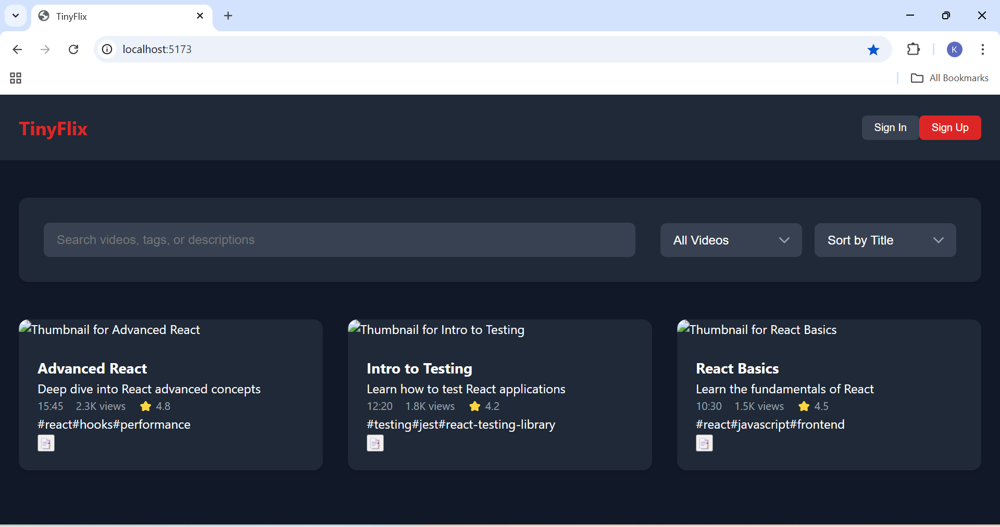 TinyFlix
localhost:5173
K
All Bookmarks
TinyFlix
Sign In
Sign Up
Search videos, tags, or descriptions
All Videos
Sort by Title
Thumbnail for Advanced React
Advanced React
Deep dive into React advanced concepts
15:45 2.3K views ⭐ 4.8
#react#hooks#performance
Thumbnail for Intro to Testing
Intro to Testing
Learn how to test React applications
12:20 1.8K views ⭐ 4.2
#testing#jest#react-testing-library
Thumbnail for React Basics
React Basics
Learn the fundamentals of React
10:30 1.5K views ⭐ 4.5
#react#javascript#frontend